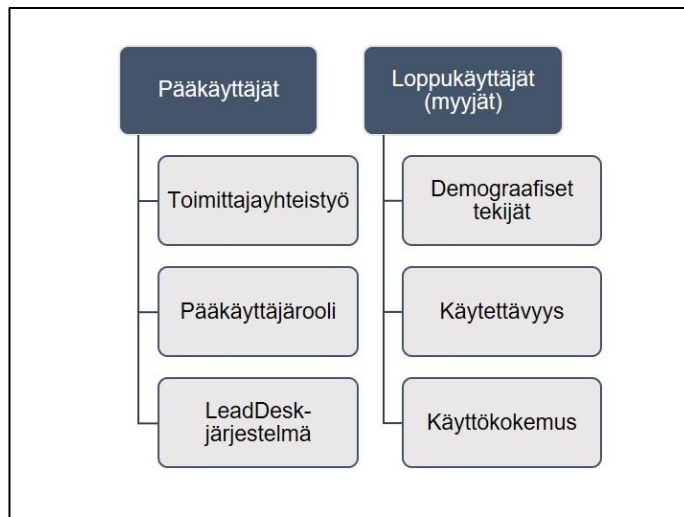 Pääkäyttäjät
Toimittajayhteistyö
Pääkäyttäjärooli
LeadDesk-
järjestelmä
Loppukäyttäjät
(myyjät)
Demograafiset
tekijät
Käytettävyys
Käyttökokemus